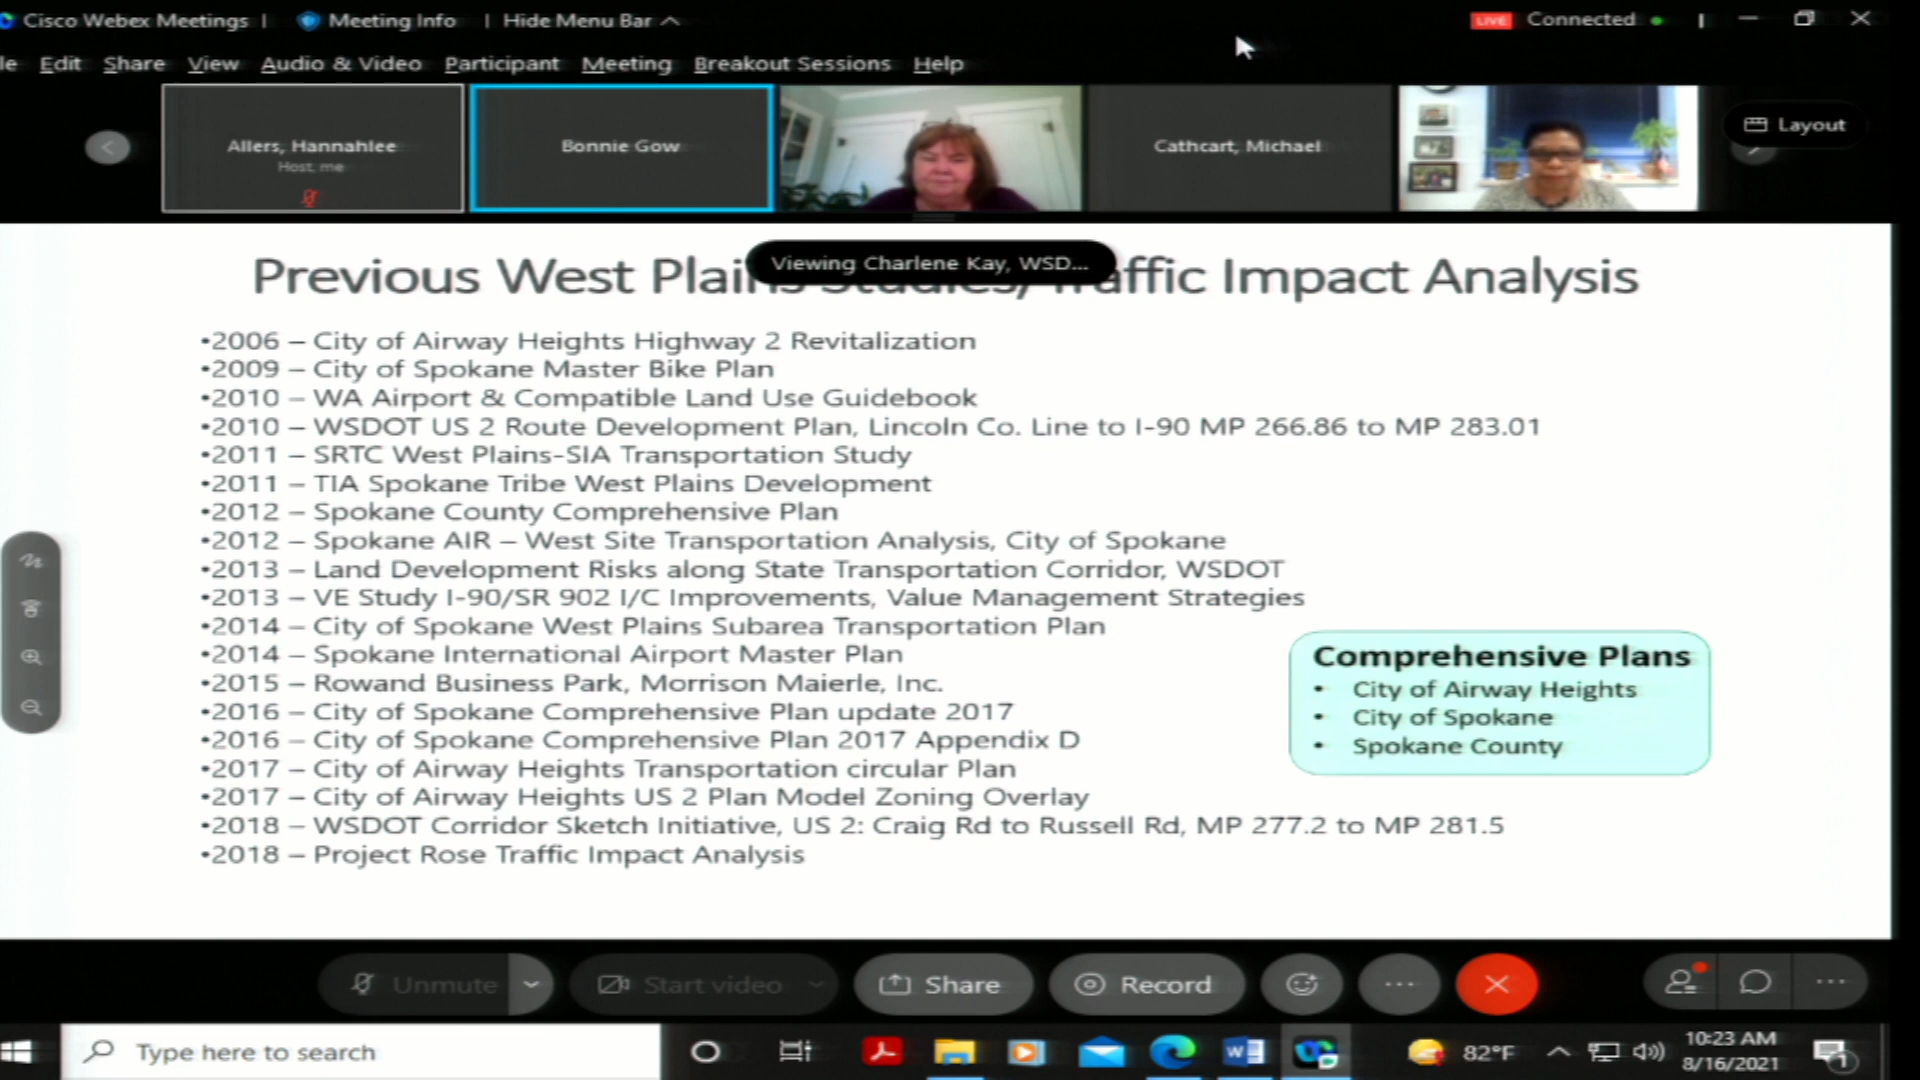 Cisco Webex Meetings | Meeting Info | Hide Menu Bar LIVE Connected
le Edit Share View Audio & Video Participant Meeting Breakout Sessions Help
Allers, Hannahlee
Host, me
Bonnie Gow
Cathcart, Michael
Layout
Viewing Charlene Kay, WSD...
Previous West Plains Studies/Traffic Impact Analysis
•2006 – City of Airway Heights Highway 2 Revitalization
•2009 – City of Spokane Master Bike Plan
•2010 – WA Airport & Compatible Land Use Guidebook
•2010 – WSDOT US 2 Route Development Plan, Lincoln Co. Line to I-90 MP 266.86 to MP 283.01
•2011 – SRTC West Plains-SIA Transportation Study
•2011 – TIA Spokane Tribe West Plains Development
•2012 – Spokane County Comprehensive Plan
•2012 – Spokane AIR – West Site Transportation Analysis, City of Spokane
•2013 – Land Development Risks along State Transportation Corridor, WSDOT
•2013 – VE Study I-90/SR 902 I/C Improvements, Value Management Strategies
•2014 – City of Spokane West Plains Subarea Transportation Plan
•2014 – Spokane International Airport Master Plan
•2015 – Rowand Business Park, Morrison Maierle, Inc.
•2016 – City of Spokane Comprehensive Plan update 2017
•2016 – City of Spokane Comprehensive Plan 2017 Appendix D
•2017 – City of Airway Heights Transportation circular Plan
•2017 – City of Airway Heights US 2 Plan Model Zoning Overlay
•2018 – WSDOT Corridor Sketch Initiative, US 2: Craig Rd to Russell Rd, MP 277.2 to MP 281.5
•2018 – Project Rose Traffic Impact Analysis
Comprehensive Plans
• City of Airway Heights
• City of Spokane
• Spokane County
Unmute Start video Share Record
Type here to search
82°F
10:23 AM
8/16/2021
1